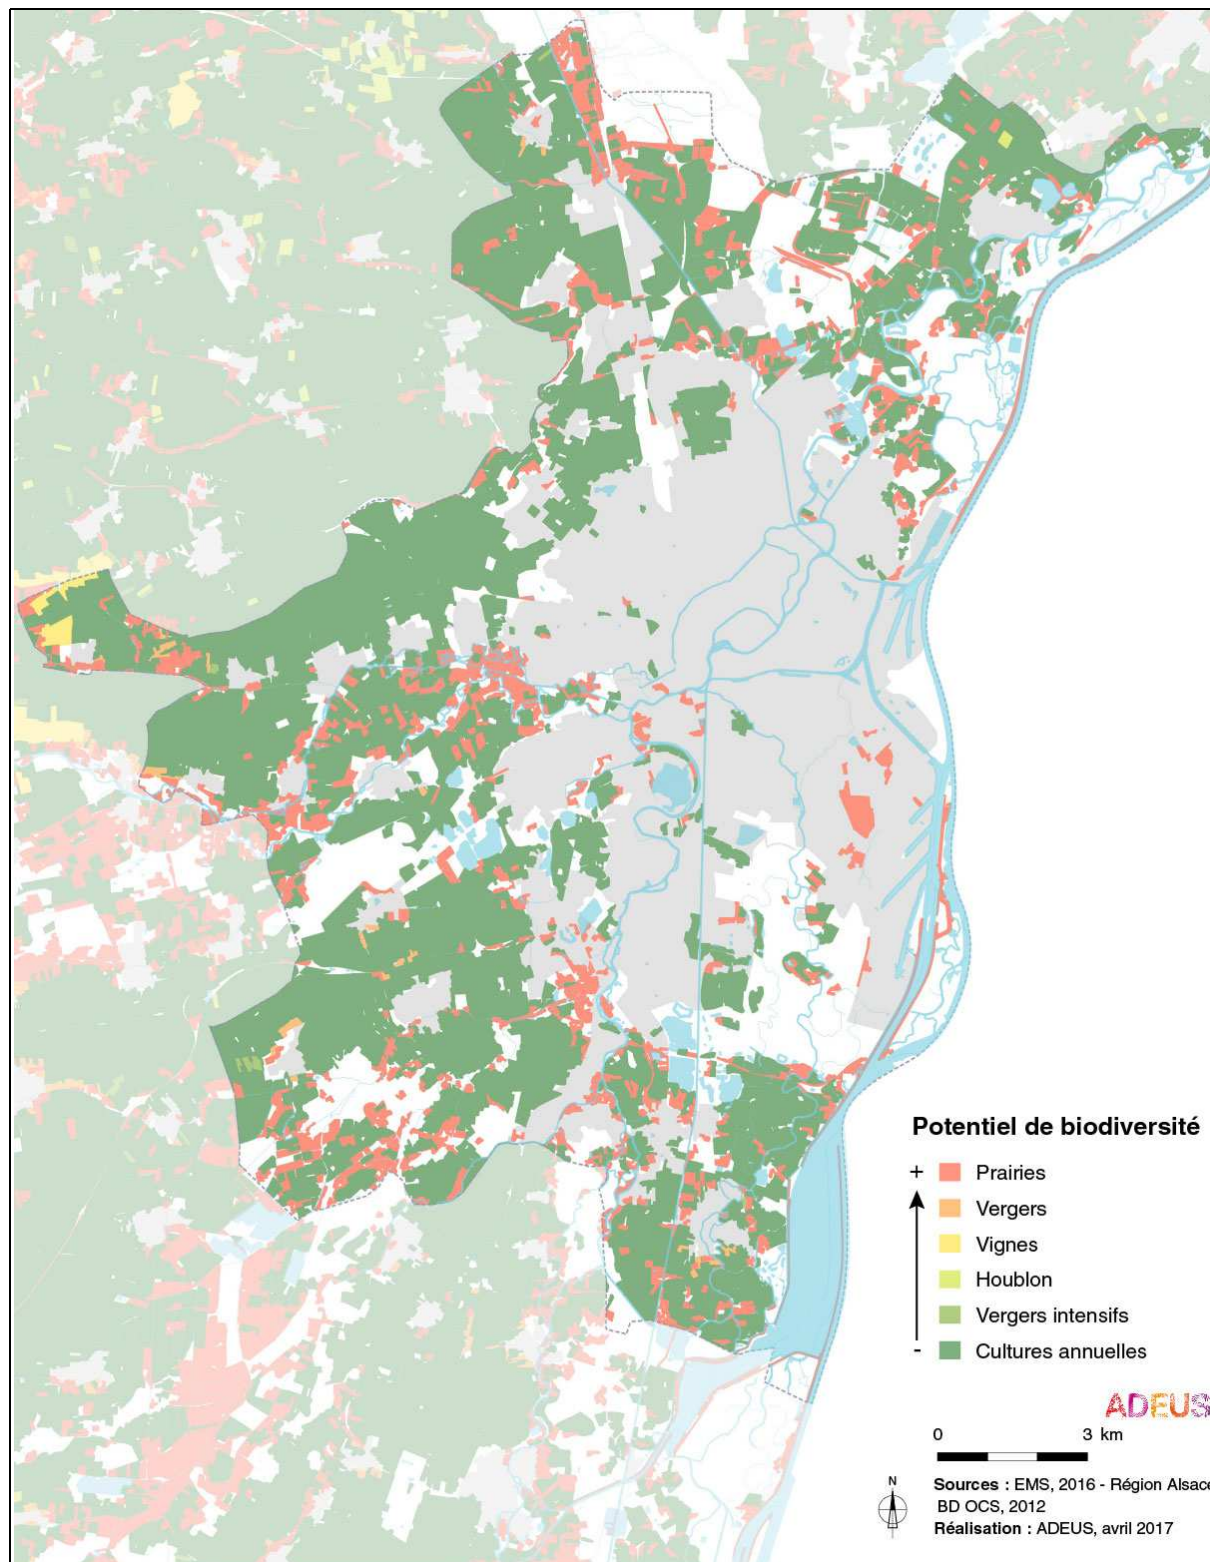 Potentiel de biodiversité
+ Prairies
Vergers
Vignes
Houblon
Vergers intensifs
- Cultures annuelles
ADEUS
0 3 km
N
Sources : EMS, 2016 - Région Alsace
BD OCS, 2012
Réalisation : ADEUS, avril 2017